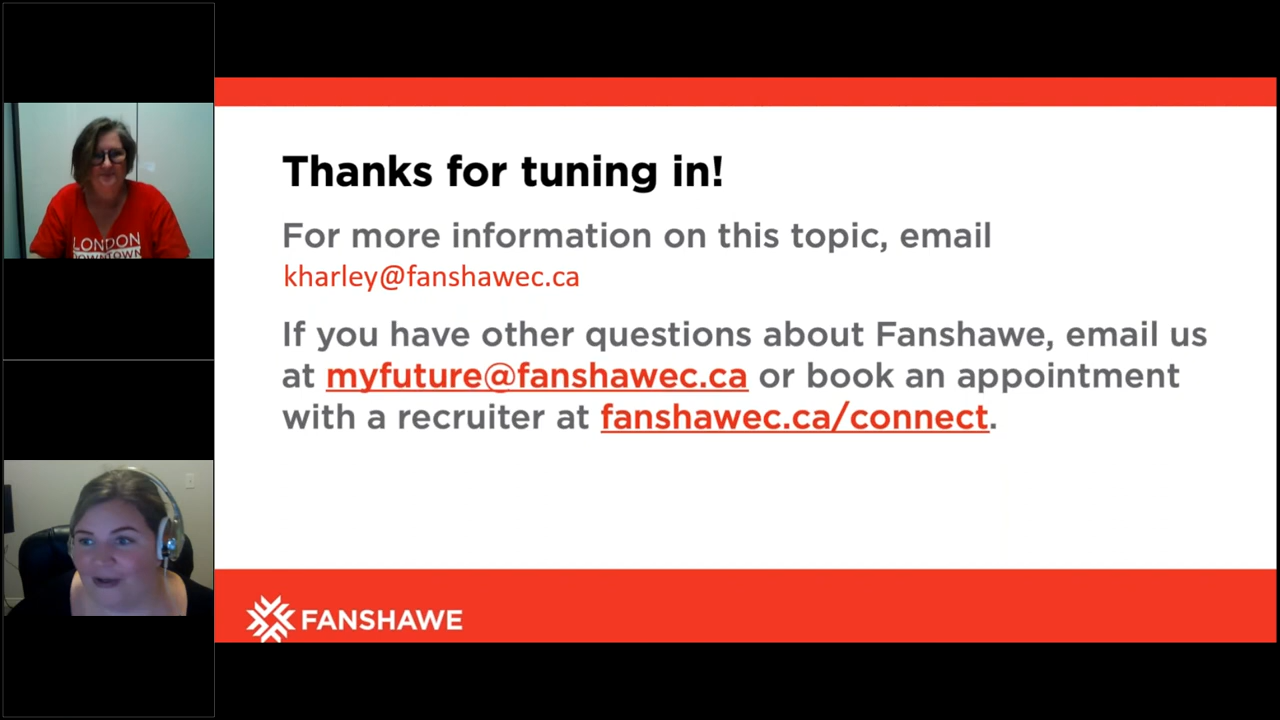 LONDON
DOWNTOWN
Thanks for tuning in!
For more information on this topic, email
kharley@fanshawec.ca
If you have other questions about Fanshawe, email us
at myfuture@fanshawec.ca or book an appointment
with a recruiter at fanshawec.ca/connect.
FANSHAWE